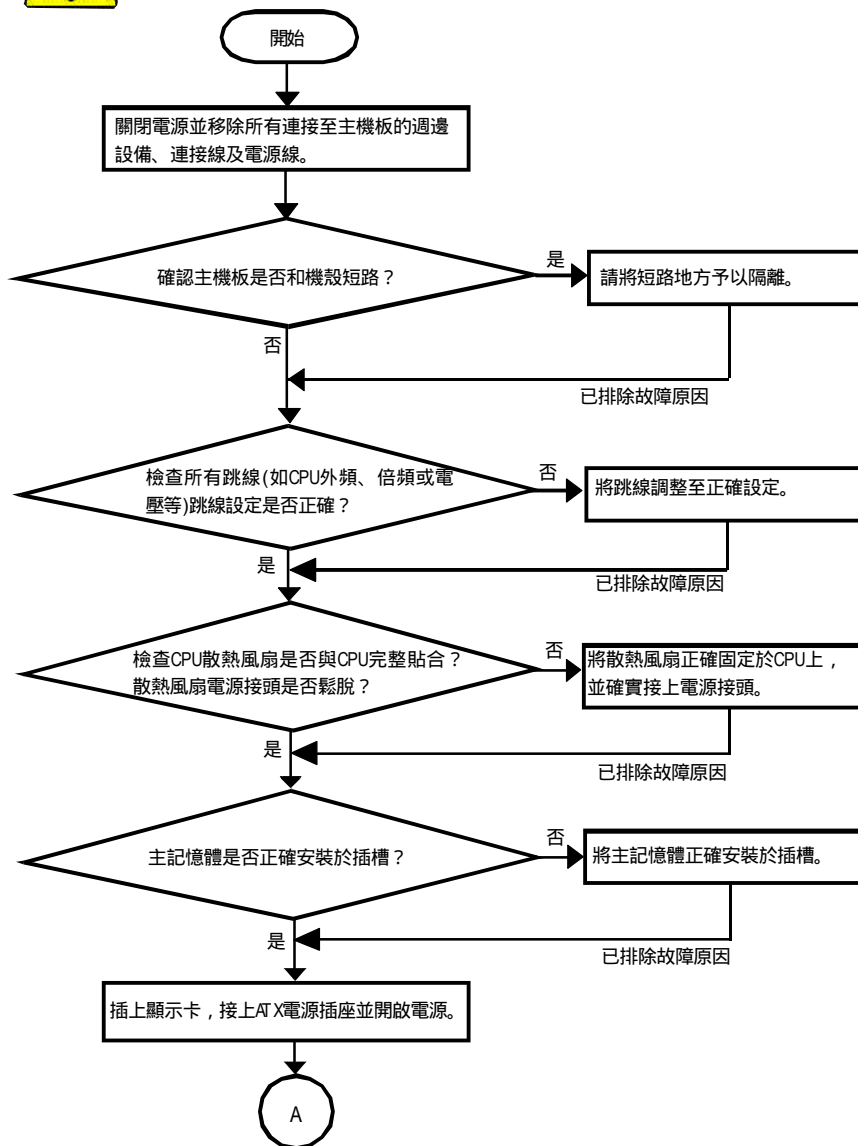 開始
關閉電源並移除所有連接至主機板的週邊
設備、連接線及電源線。
確認主機板是否和機殼短路？
是
請將短路地方予以隔離。
否
已排除故障原因
檢查所有跳線(如CPU外頻、倍頻或電
壓等)跳線設定是否正確？
否
將跳線調整至正確設定。
是
已排除故障原因
檢查CPU散熱風扇是否與CPU完整貼合？
散熱風扇電源接頭是否鬆脫？
否
將散熱風扇正確固定於CPU上，
並確實接上電源接頭。
是
已排除故障原因
主記憶體是否正確安裝於插槽？
否
將主記憶體正確安裝於插槽。
是
已排除故障原因
插上顯示卡，接上ATX電源插座並開啟電源。
A